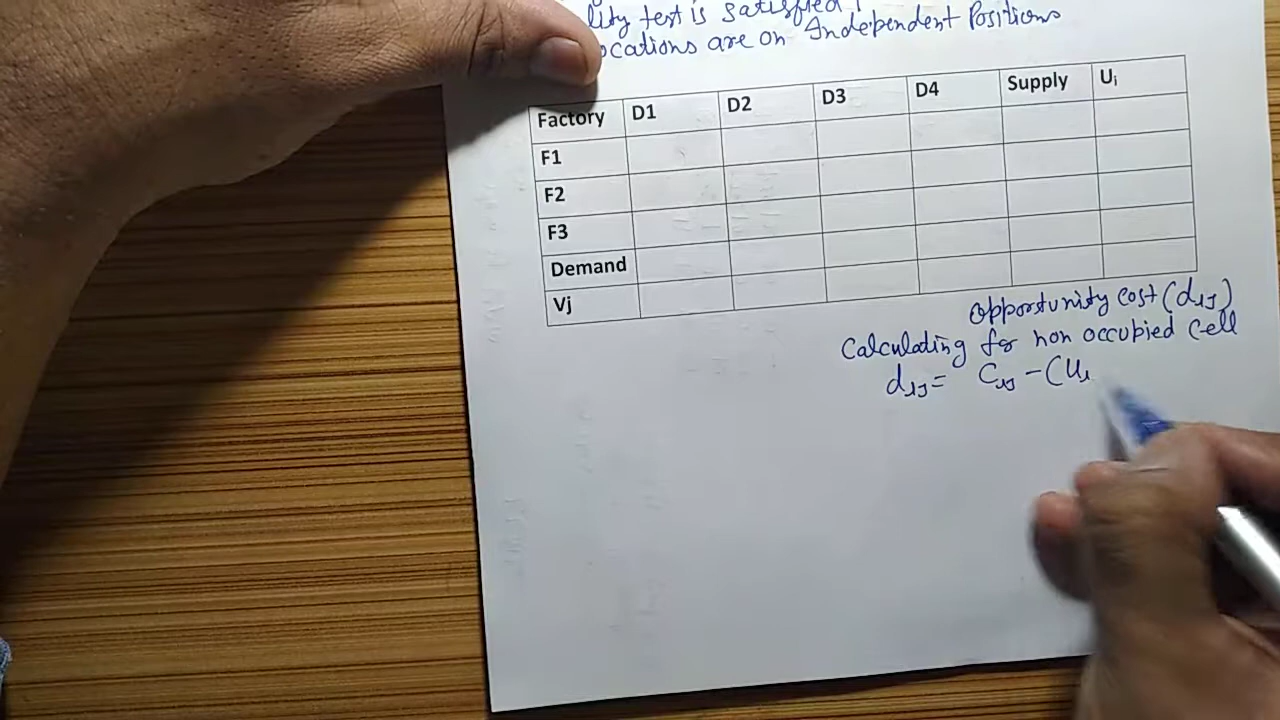 lity test is satisfied
ocations are on Independent Positions
Factory D1 D2 D3 D4 Supply Ui
F1
F2
F3
Demand
Vj
Opportunity cost (dij)
Calculating for non occupied cell
dij = Cij - (Ui